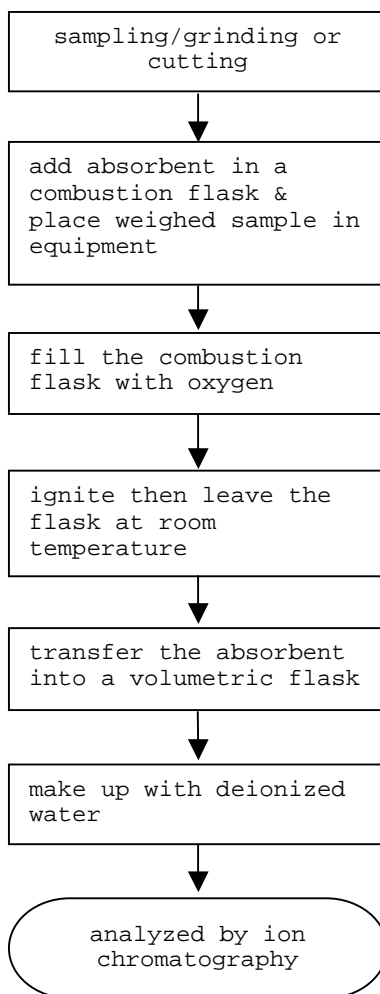 sampling/grinding or
cutting
add absorbent in a
combustion flask &
place weighed sample in
equipment
fill the combustion
flask with oxygen
ignite then leave the
flask at room
temperature
transfer the absorbent
into a volumetric flask
make up with deionized
water
analyzed by ion
chromatography